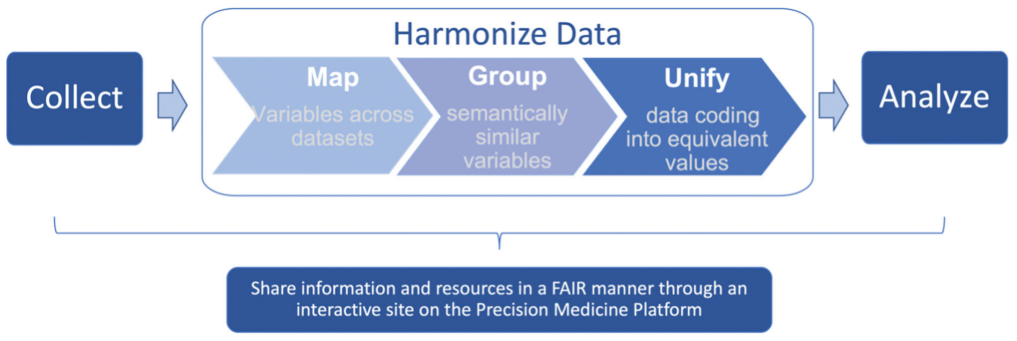 Harmonize Data
Collect
Map
Variables across
datasets
Group
semantically
similar
variables
Unify
data coding
into equivalent
values
Analyze
Share information and resources in a FAIR manner through an
interactive site on the Precision Medicine Platform